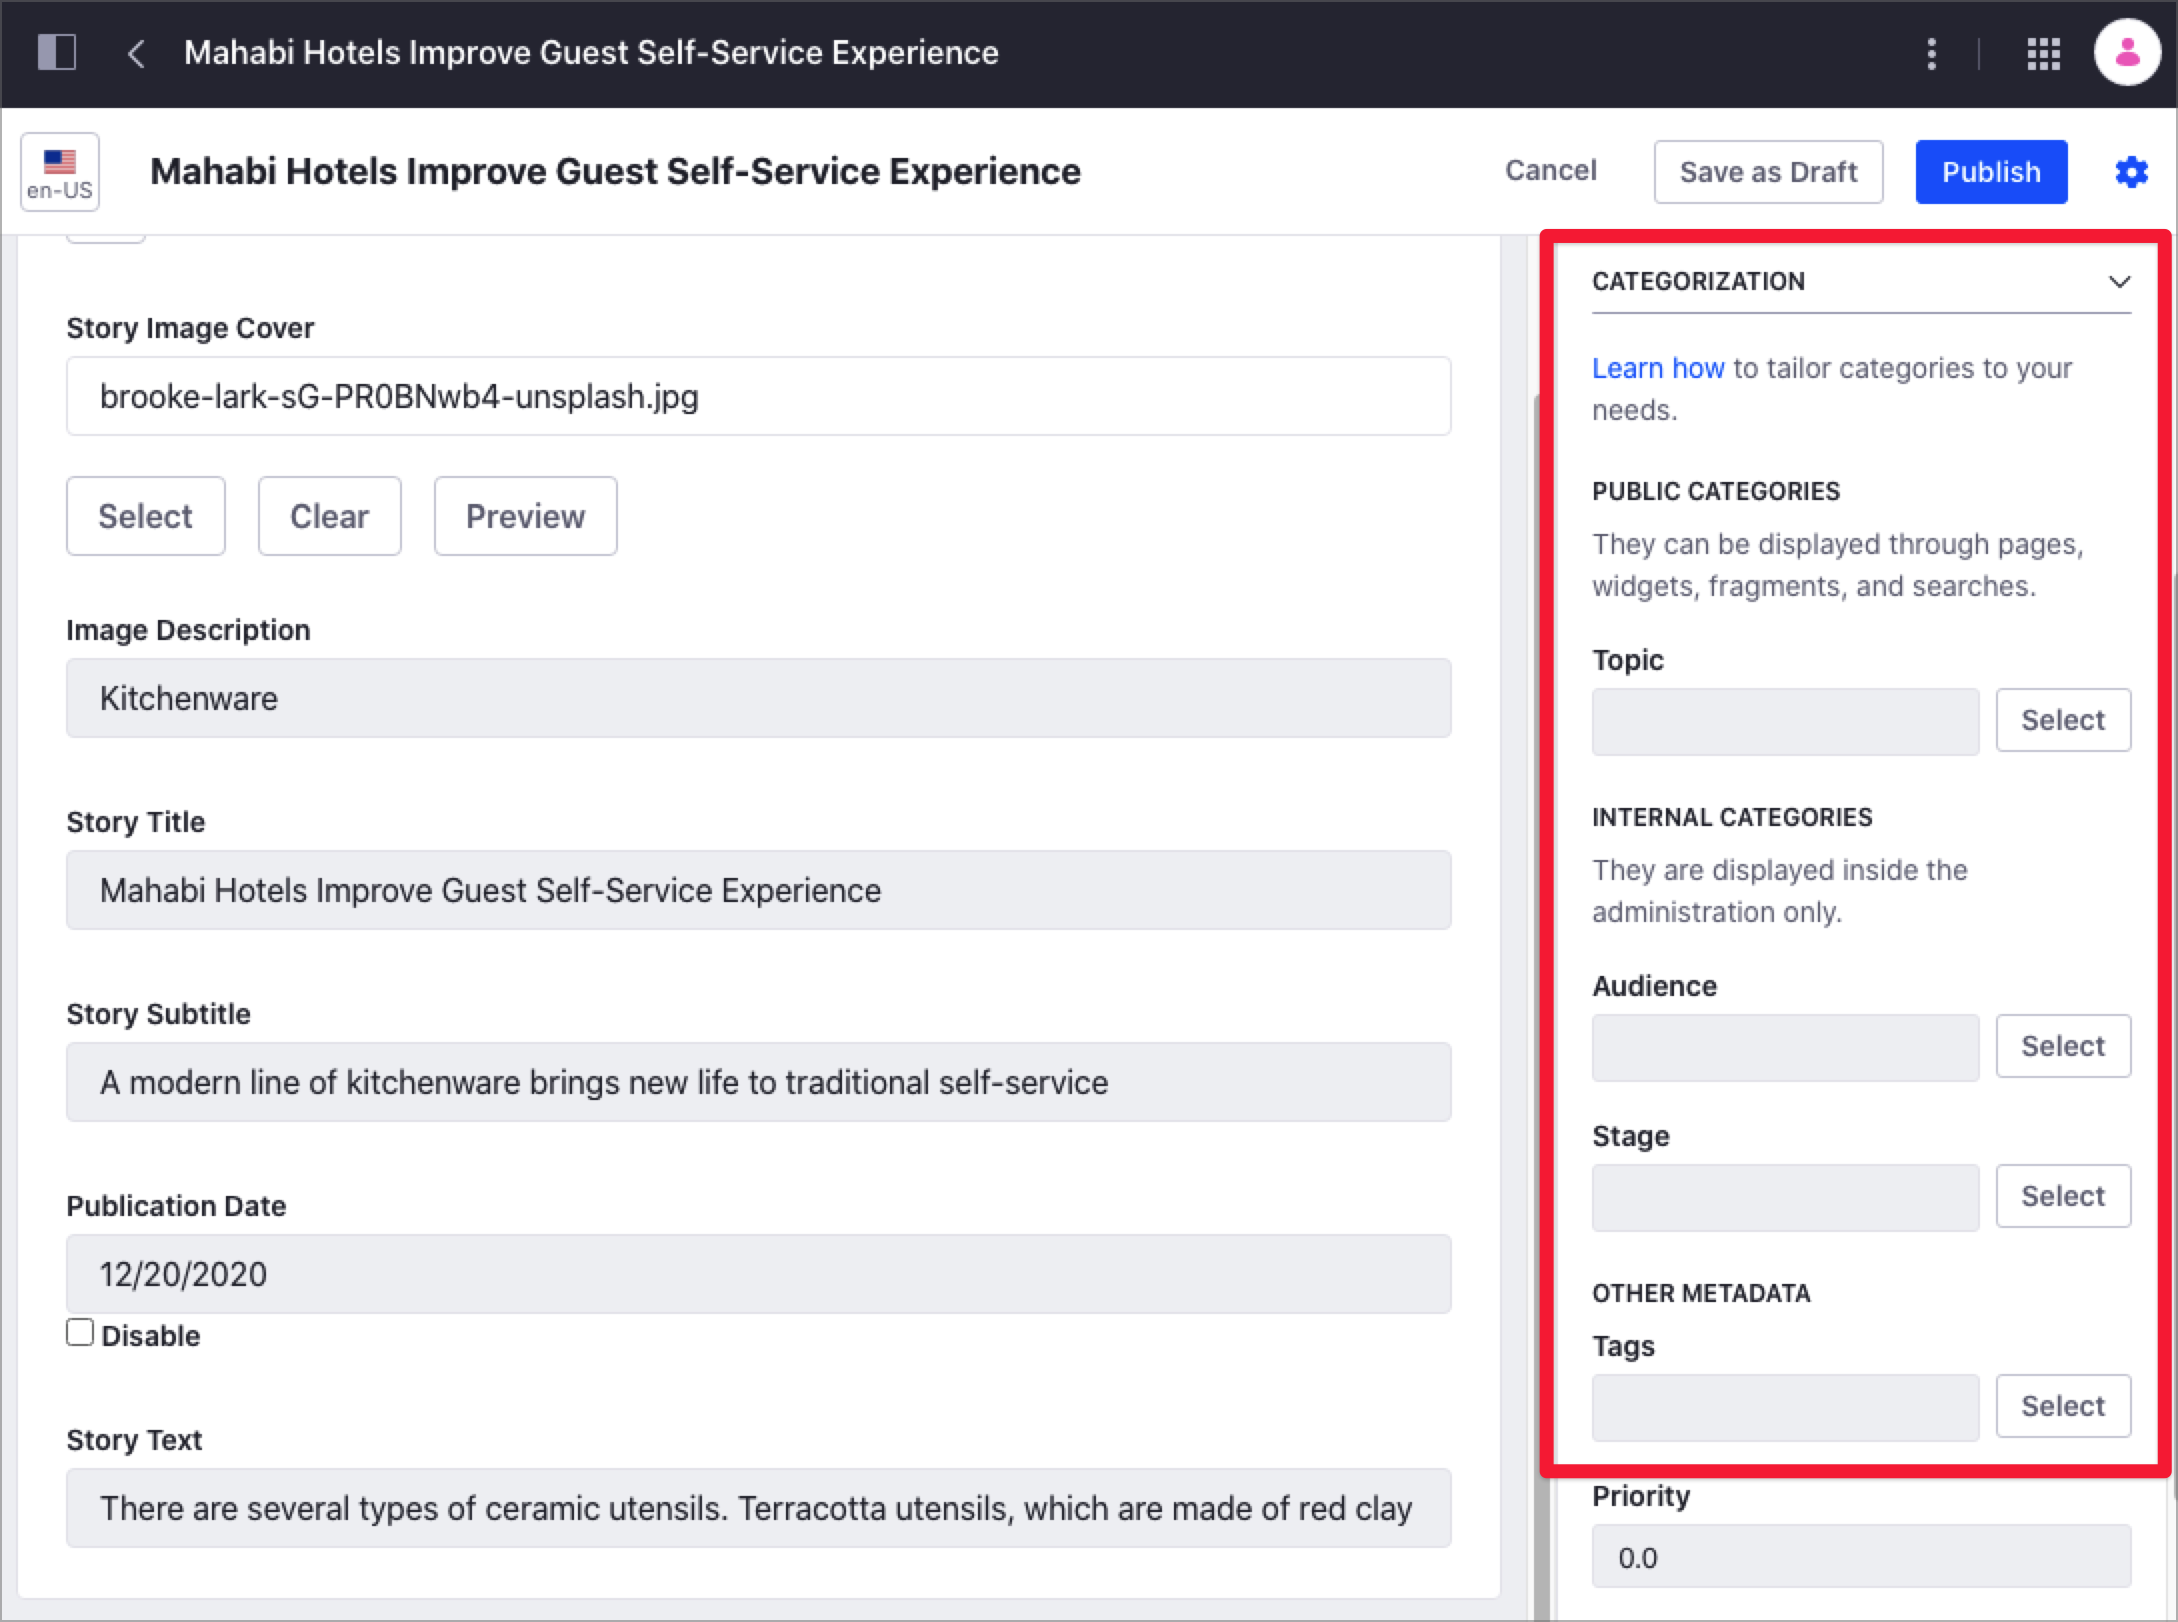 Mahabi Hotels Improve Guest Self-Service Experience
en-US
Mahabi Hotels Improve Guest Self-Service Experience
Cancel
Save as Draft
Publish
Story Image Cover
brooke-lark-sG-PR0BNwb4-unsplash.jpg
Select
Clear
Preview
Image Description
Kitchenware
Story Title
Mahabi Hotels Improve Guest Self-Service Experience
Story Subtitle
A modern line of kitchenware brings new life to traditional self-service
Publication Date
12/20/2020
Disable
Story Text
There are several types of ceramic utensils. Terracotta utensils, which are made of red clay
CATEGORIZATION
Learn how to tailor categories to your
needs.
PUBLIC CATEGORIES
They can be displayed through pages,
widgets, fragments, and searches.
Topic
Select
INTERNAL CATEGORIES
They are displayed inside the
administration only.
Audience
Select
Stage
Select
OTHER METADATA
Tags
Select
Priority
0.0